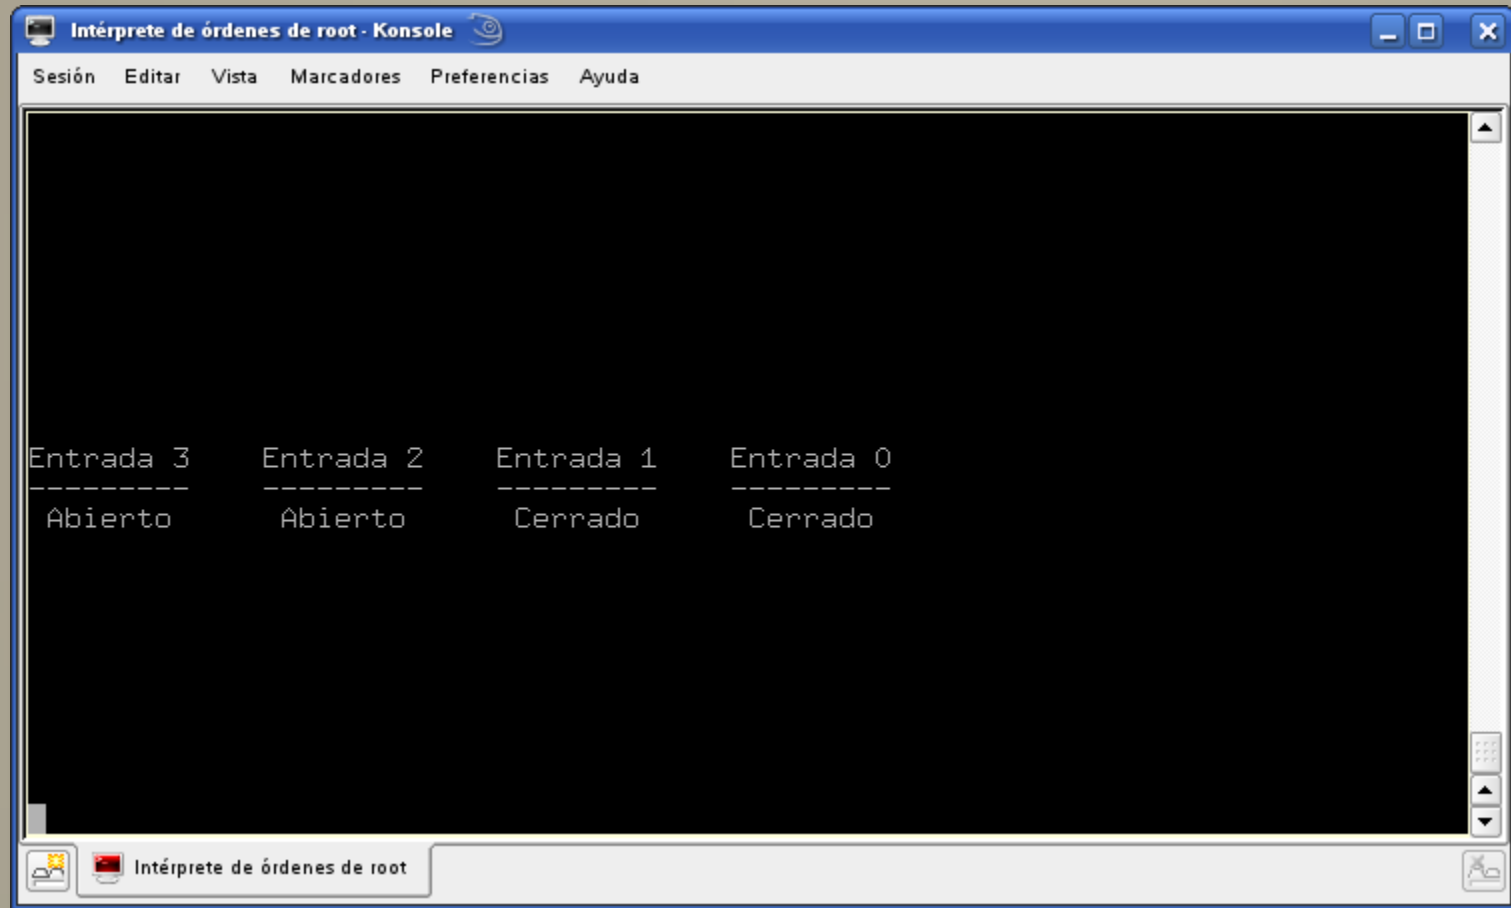 Intérprete de órdenes de root - Konsole
Sesión Editar Vista Marcadores Preferencias Ayuda
Entrada 3 Entrada 2 Entrada 1 Entrada 0
--------- --------- --------- ---------
Abierto Abierto Cerrado Cerrado
Intérprete de órdenes de root